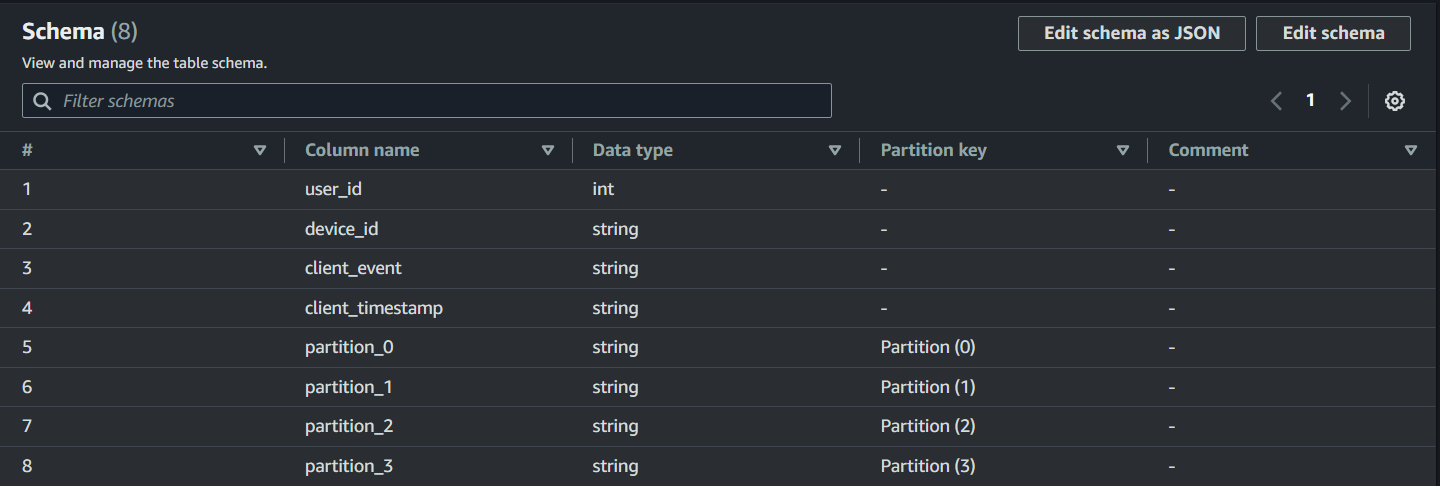 Schema (8)
Edit schema as JSON
Edit schema
View and manage the table schema.
Filter schemas
1
# Column name Data type Partition key Comment
1 user_id int - -
2 device_id string - -
3 client_event string - -
4 client_timestamp string - -
5 partition_0 string Partition (0) -
6 partition_1 string Partition (1) -
7 partition_2 string Partition (2) -
8 partition_3 string Partition (3) -